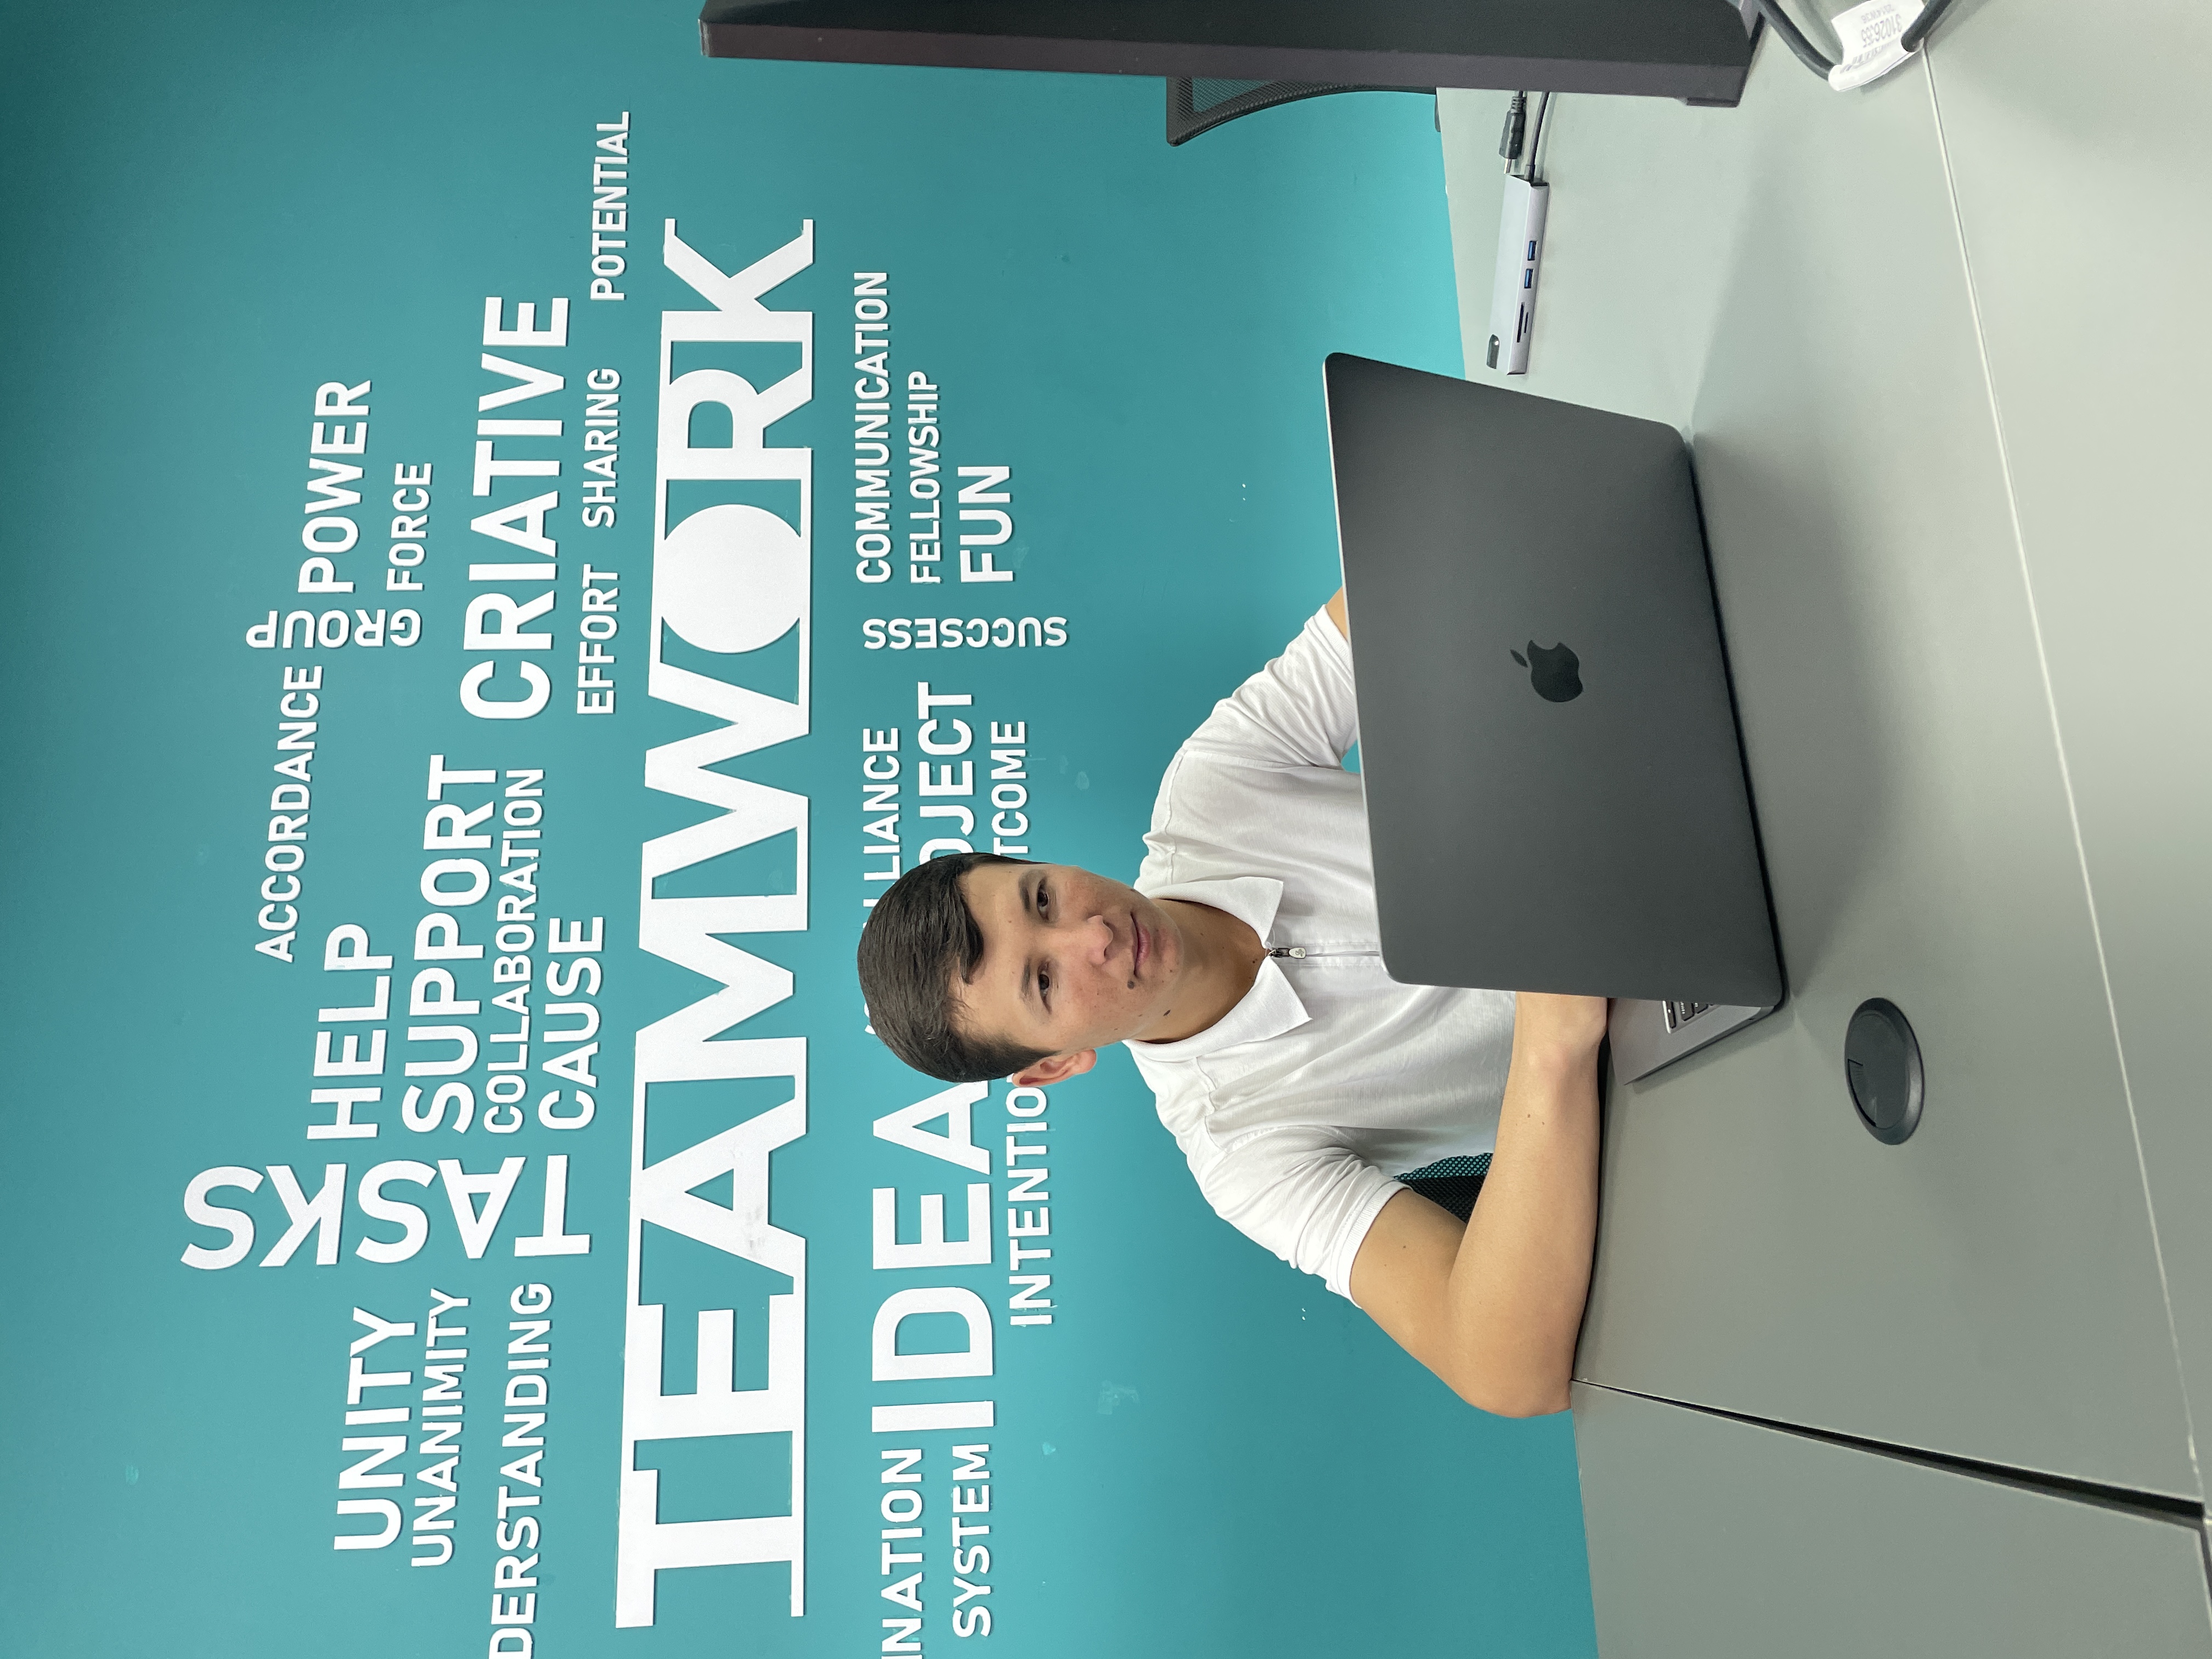 TASKS
UNITY
UNANIMITY
DERSTANDING
HELP
SUPPORT
COLLABORATION
CAUSE
ACCORDANCE
GROUP
POWER
FORCE
CRIATIVE
EFFORT SHARING POTENTIAL
TEAMWORK
INATION
SYSTEM
IDEA
INTENTIO
LLIANCE
OJECT
TCOME
SUCCSESS
COMMUNICATION
FELLOWSHIP
FUN